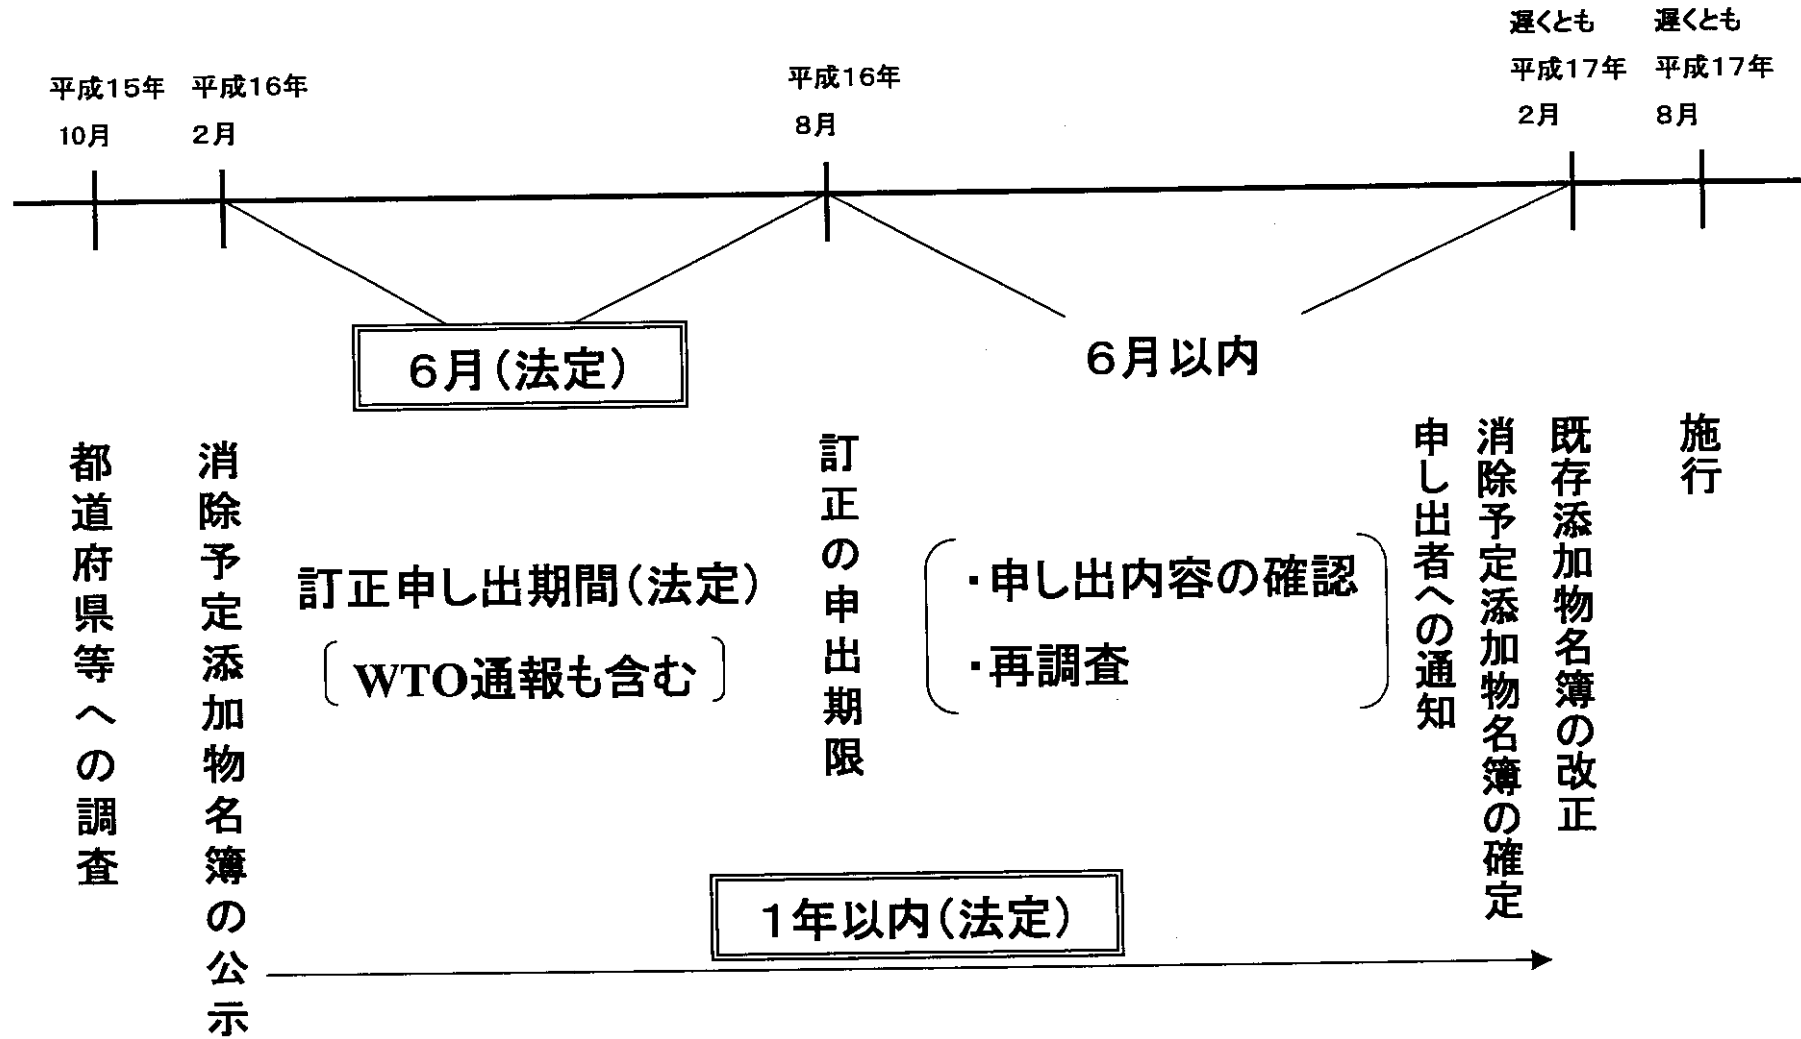 平成15年
10月
平成16年
2月
平成16年
8月
遅くとも
平成17年
2月
遅くとも
平成17年
8月
6月(法定)
6月以内
都道府県等への調査
消除予定添加物名簿の公示
訂正申し出期間(法定)
WTO通報も含む
訂正の申出期限
・申し出内容の確認
・再調査
申し出者への通知
消除予定添加物名簿の確定
既存添加物名簿の改正
施行
1年以内(法定)